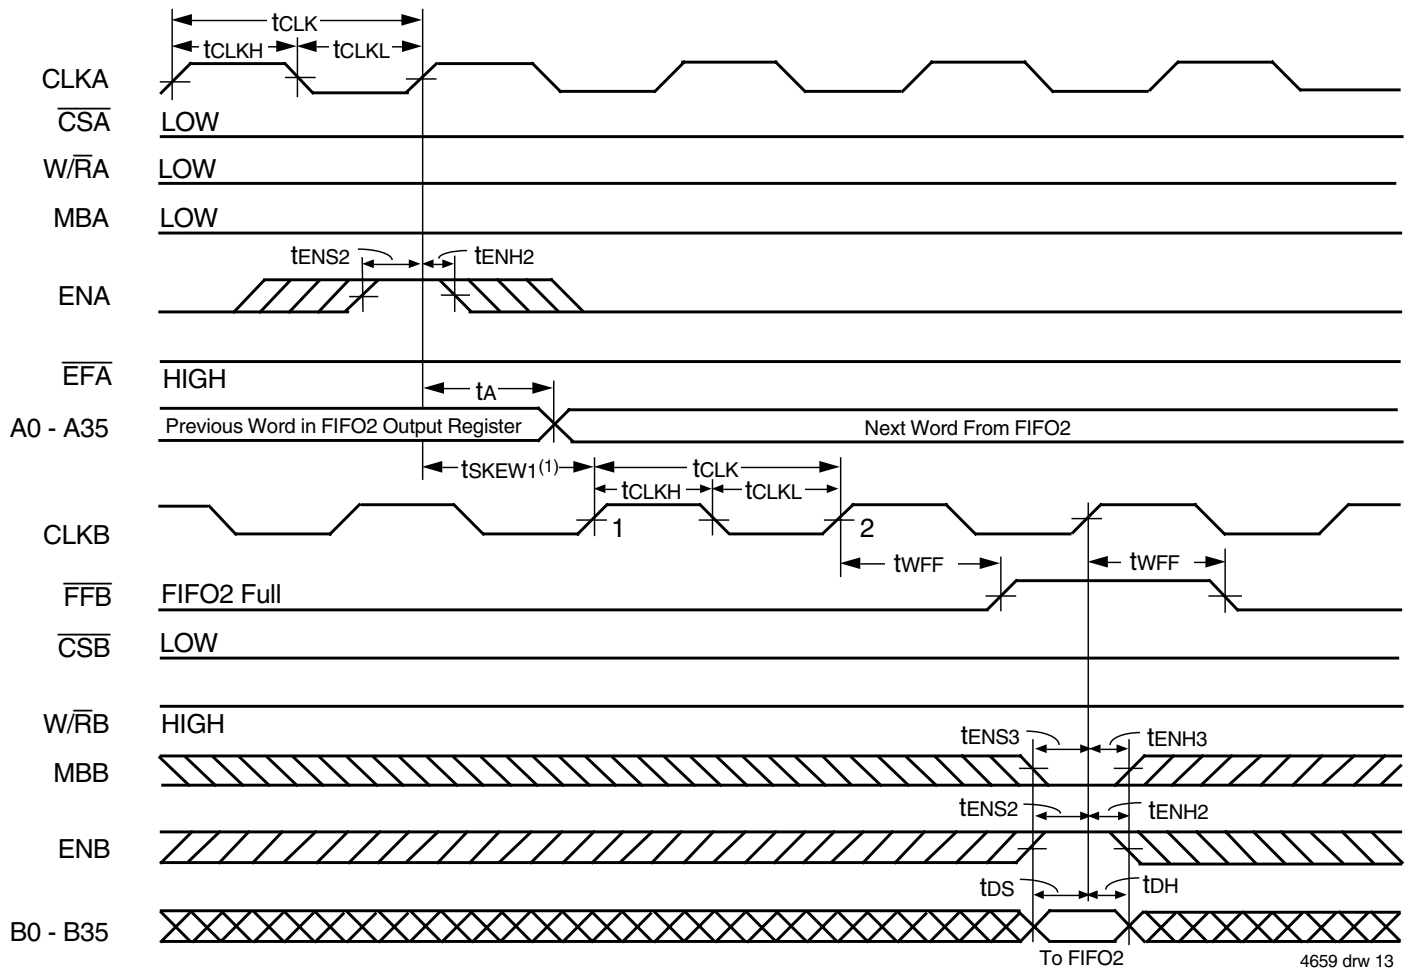 tCLK
tCLKH tCLKL
CLKA
CSA LOW
W/RA LOW
MBA LOW
tENS2 tENH2
ENA
EFA HIGH
tA
A0 - A35 Previous Word in FIFO2 Output Register Next Word From FIFO2
tSKEW1(1) tCLK
tCLKH tCLKL
CLKB 1 2
tWFF tWFF
FFB FIFO2 Full
CSB LOW
W/RB HIGH
tENS3 tENH3
MBB
tENS2 tENH2
ENB
tDS tDH
B0 - B35
To FIFO2
4659 drw 13